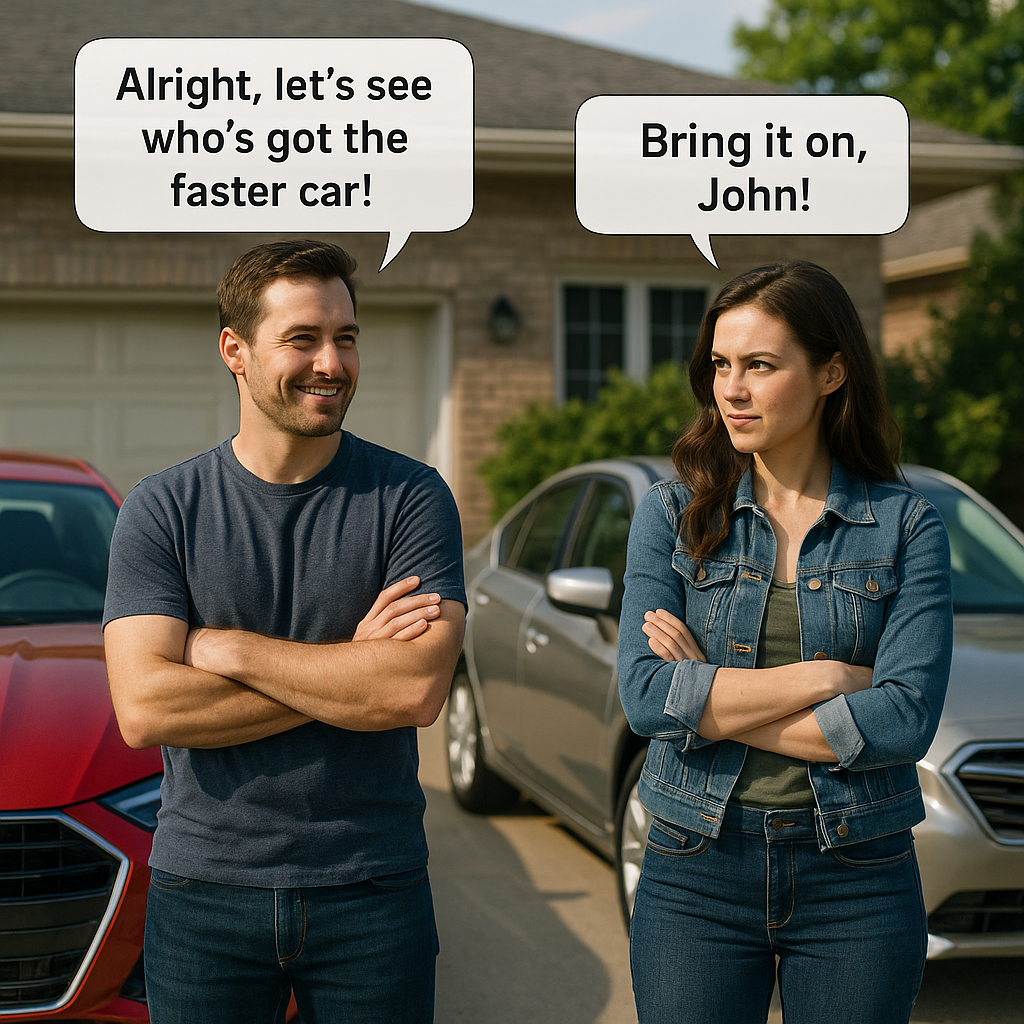 Alright, let’s see
who’s got the
faster car!
Bring it on,
John!